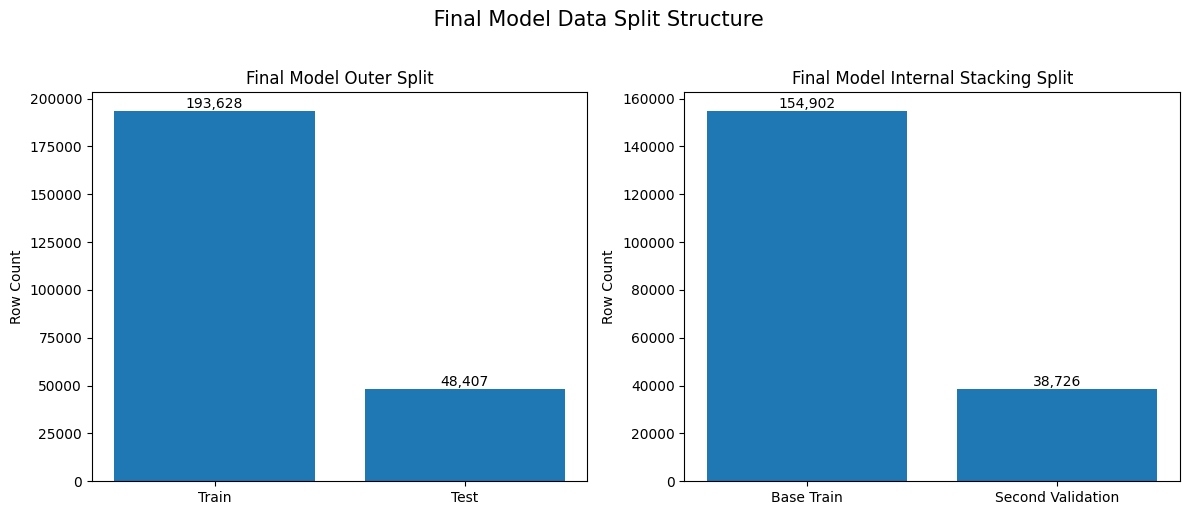 Final Model Data Split Structure
Final Model Outer Split
200000
175000
150000
125000
100000
75000
50000
25000
0
Row Count
193,628
48,407
Train
Test
Final Model Internal Stacking Split
160000
140000
120000
100000
80000
60000
40000
20000
0
Row Count
154,902
38,726
Base Train
Second Validation